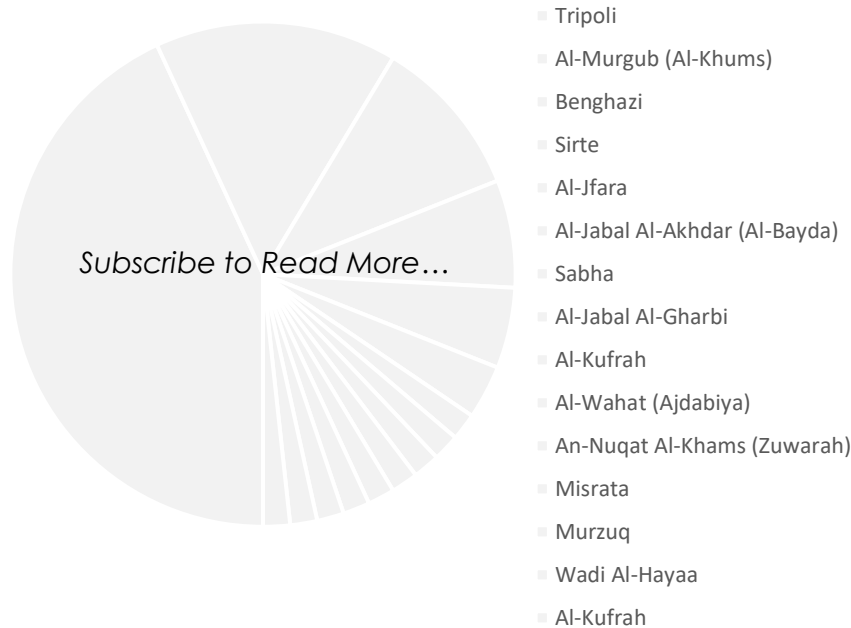 Subscribe to Read More…
Tripoli
Al-Murgub (Al-Khums)
Benghazi
Sirte
Al-Jfara
Al-Jabal Al-Akhdar (Al-Bayda)
Sabha
Al-Jabal Al-Gharbi
Al-Kufrah
Al-Wahat (Ajdabiya)
An-Nuqat Al-Khams (Zuwarah)
Misrata
Murzuq
Wadi Al-Hayaa
Al-Kufrah